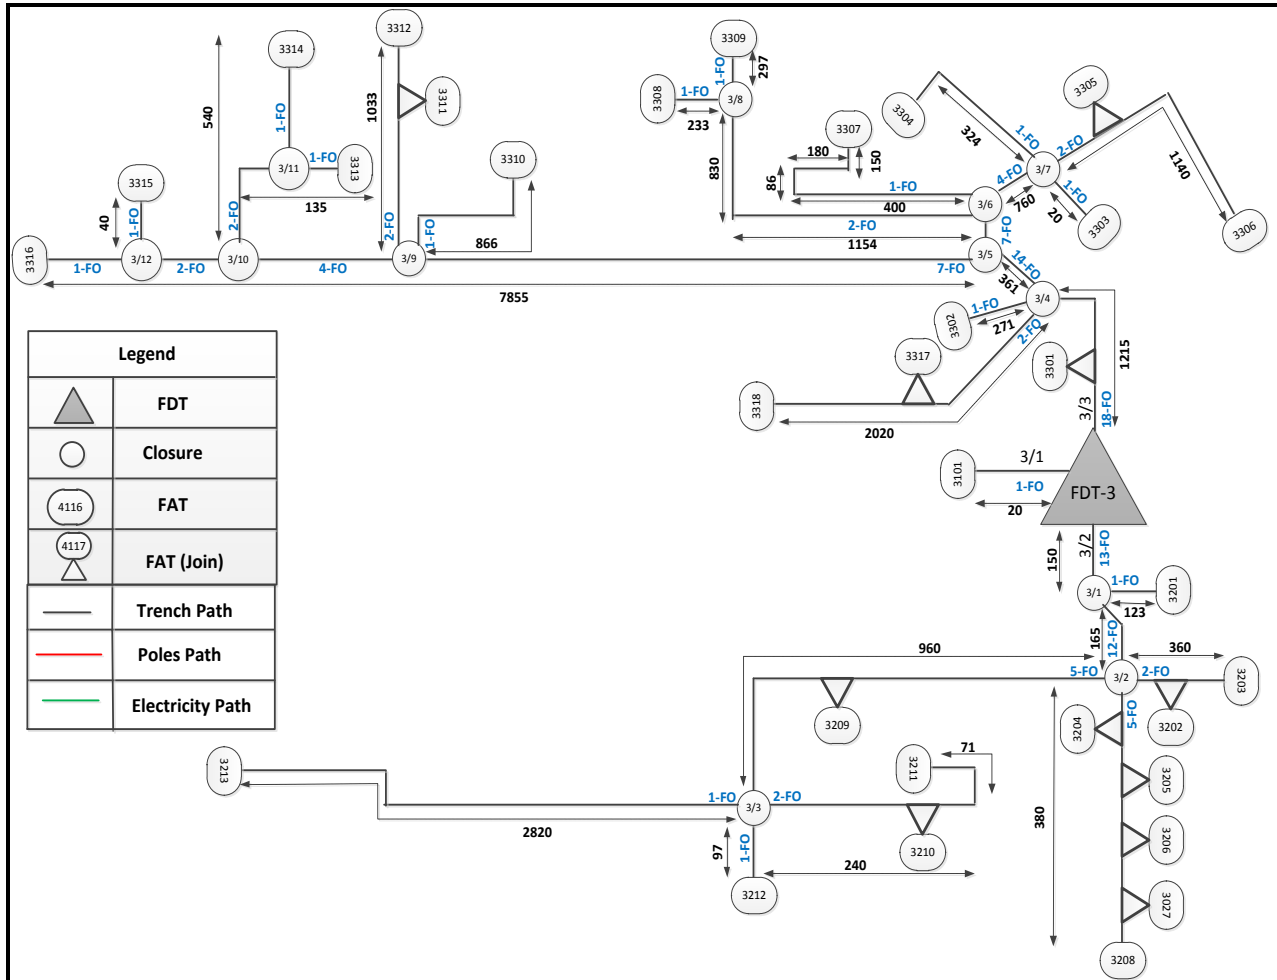 3312
3314
3309
3308
1-FO
1-FO
297
3/8
233
3305
3304
540
1033
3311
1-FO
3/11
1-FO
3313
135
3310
3307
180
150
86
830
1-FO
400
324
1-FO
2-FO
4-FO
3/7
1140
3306
1-FO
20
3303
760
3/6
3315
40
1-FO
2-FO
2-FO
1-FO
866
2-FO
1154
7-FO
3316
1-FO
3/12
2-FO
3/10
4-FO
3/9
7-FO
3/5
14-FO
361
7855
3/4
1-FO
3302
271
2-FO
3317
3301
1215
3318
2020
3/3
18-FO
Legend
FDT
Closure
4116
FAT
4117
FAT (Join)
Trench Path
Poles Path
Electricity Path
3101
3/1
1-FO
20
FDT-3
150
3/2
13-FO
3/1
1-FO
3201
123
165
12-FO
960
360
5-FO
3/2
2-FO
3203
5-FO
3202
3204
3209
3205
3206
3027
380
3208
3213
3211
71
1-FO
3/3
2-FO
2820
97
1-FO
3210
240
3212